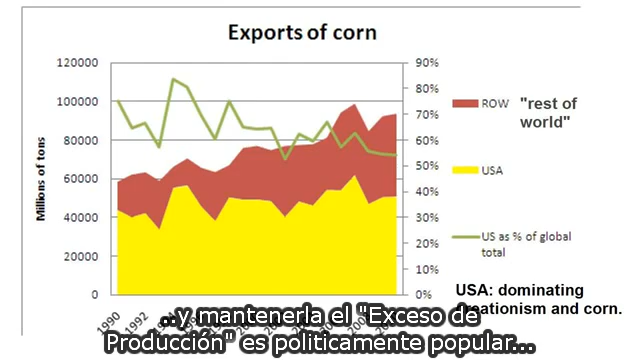 Exports of corn
120000
100000
80000
60000
40000
20000
0
Millions of tons
90%
80%
70%
60%
50%
40%
30%
20%
10%
0%
1990
1992
ROW
"rest of
world"
USA
US as % of global
total
USA: dominating
and corn.
..y mantenerla el "Exceso de
Producción" es politicamente popular...